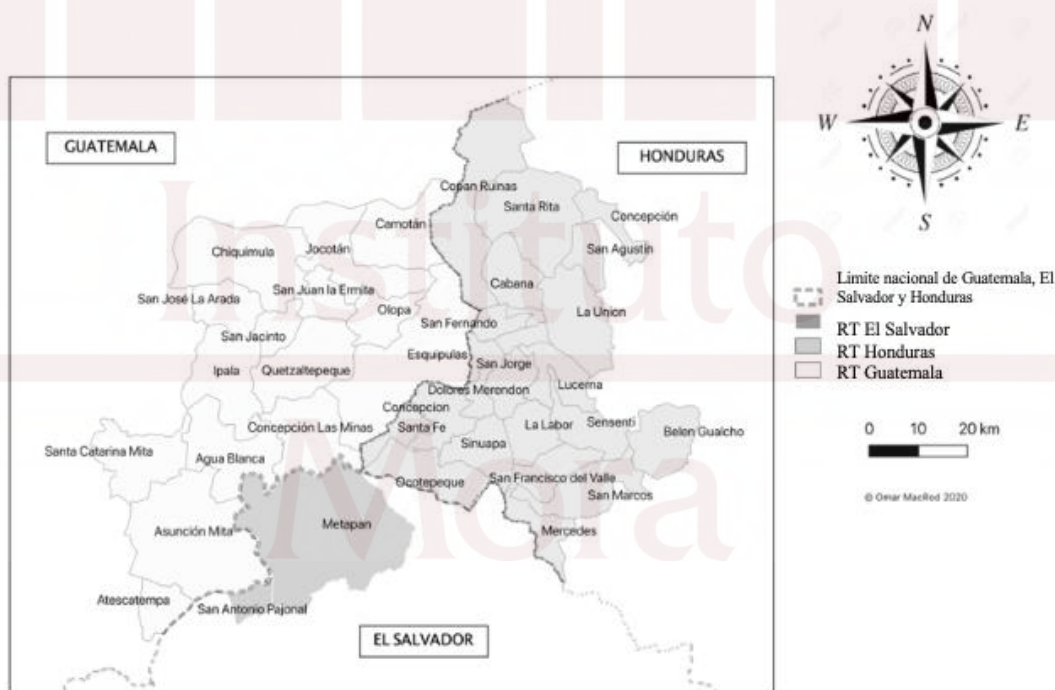 N
GUATEMALA
HONDURAS
W
E
Copan Ruinas
Santa Rita
Concepción
Camotán
S
Chiquimula
Jocotán
San Agustín
Instituto
Cabana
Limite nacional de Guatemala, El
Salvador y Honduras
San José La Arada
San Juan la Ermita
Olopa
La Union
San Fernando
RT El Salvador
San Jacinto
RT Honduras
Esquipulas
San Jorge
Ipala
Quetzaltepeque
RT Guatemala
Dolores Merendon
Lucerna
Concepcion
Santa Fe
Concepción Las Minas
La Labor
Sensenti
Belen Gualcho
0 10 20 km
Santa Catarina Mita
Agua Blanca
Sinuapa
Ocotepeque
San Francisco del Valle
San Marcos
© Omar MacRod 2020
Mora
Asunción Mita
Metapan
Mercedes
Atescatempa
San Antonio Pajonal
EL SALVADOR